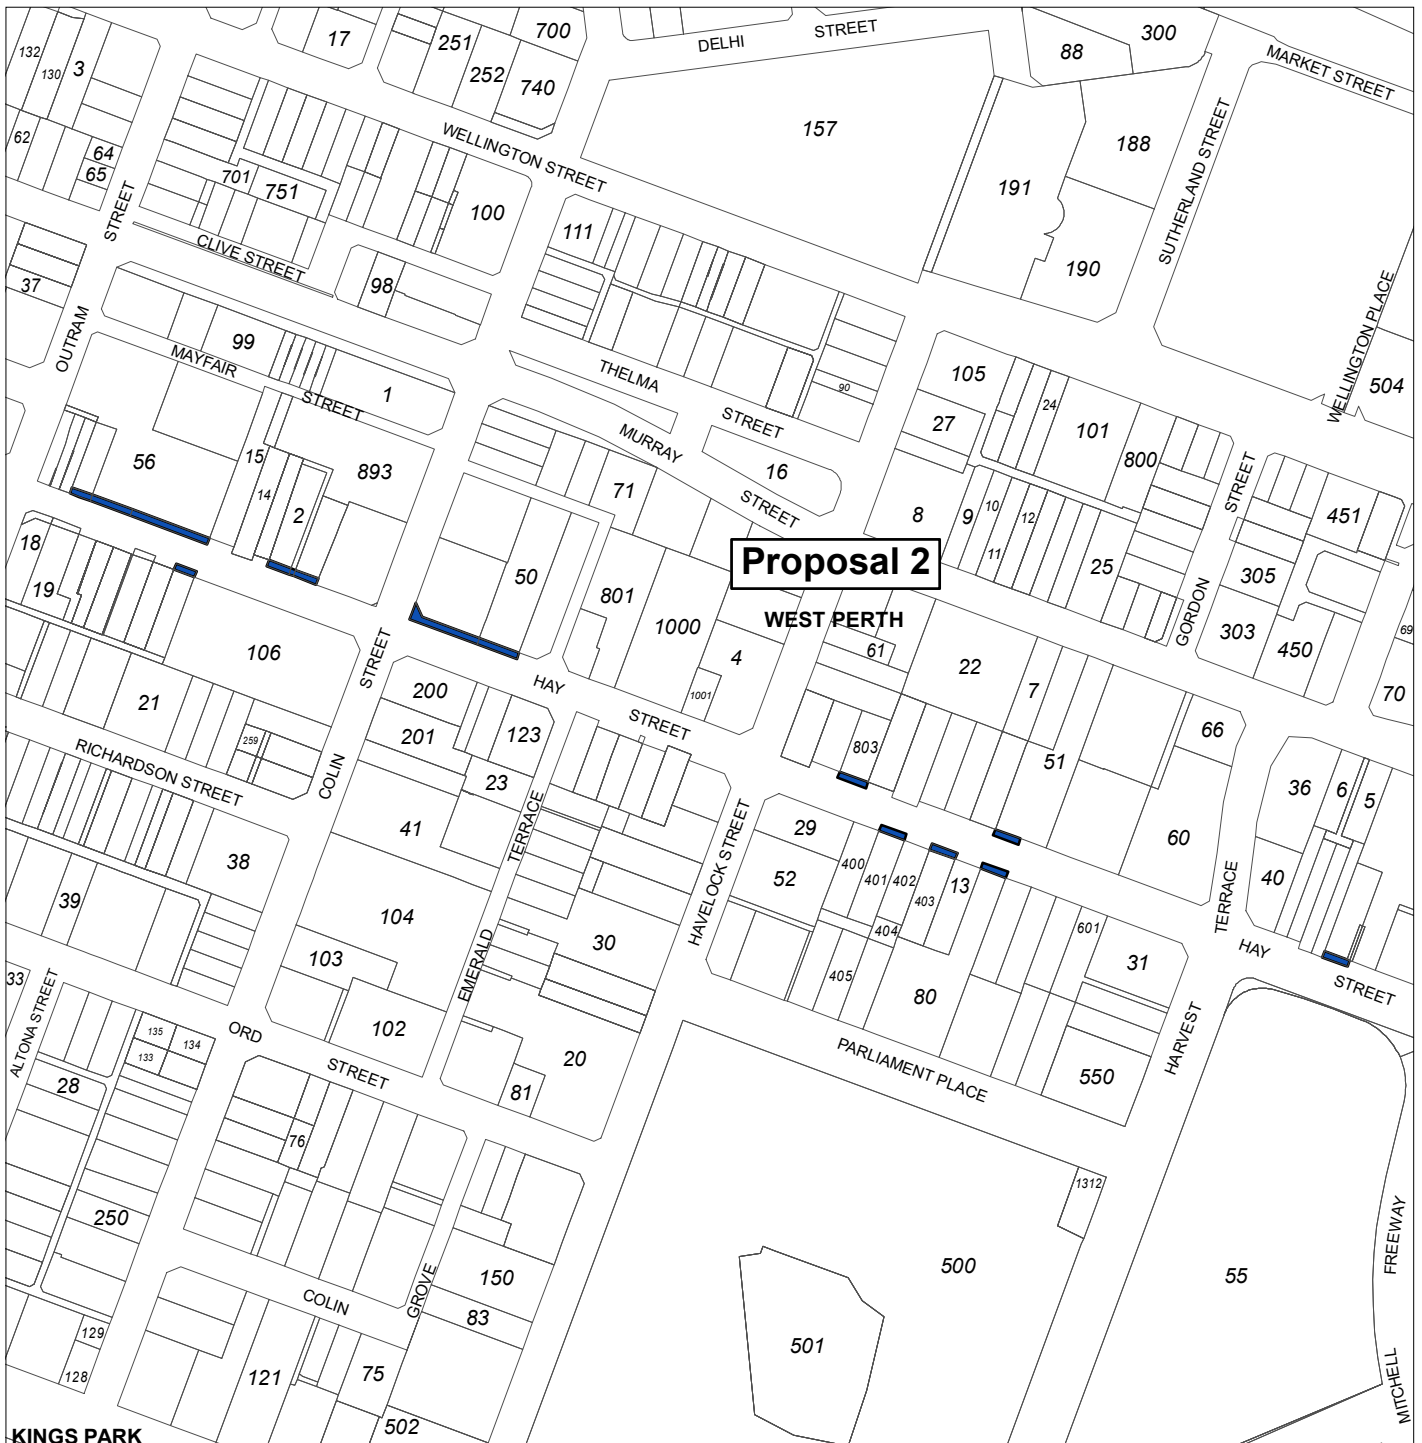 17
251
700
DELHI
STREET
88
300
132
130
3
252
740
MARKET STREET
157
WELLINGTON STREET
62
64
65
188
SUTHERLAND STREET
701
751
191
100
STREET
111
CLIVE STREET
190
37
98
WELLINGTON PLACE
OUTRAM
99
MAYFAIR
STREET
1
THELMA
STREET
90
105
504
24
27
101
MURRAY
STREET
56
15
14
893
2
71
16
800
STREET
8
9
10
11
12
451
18
19
50
Proposal 2
25
305
801
GORDON
WEST PERTH
1000
303
450
69
106
4
61
22
STREET
HAY
STREET
200
1001
7
70
21
201
123
803
66
259
RICHARDSON STREET
COLIN
23
51
36
6
5
TERRACE
41
HAVELOCK STREET
29
60
38
52
400
401
402
403
13
40
39
TERRACE
104
404
601
HAY
STREET
30
103
EMERALD
405
31
33
ALTONA STREET
80
102
ORD
STREET
135
134
133
HARVEST
28
20
PARLIAMENT PLACE
550
81
76
1312
250
FREEWAY
500
55
150
COLIN
GROVE
83
129
501
128
121
75
MITCHELL
502
KINGS PARK